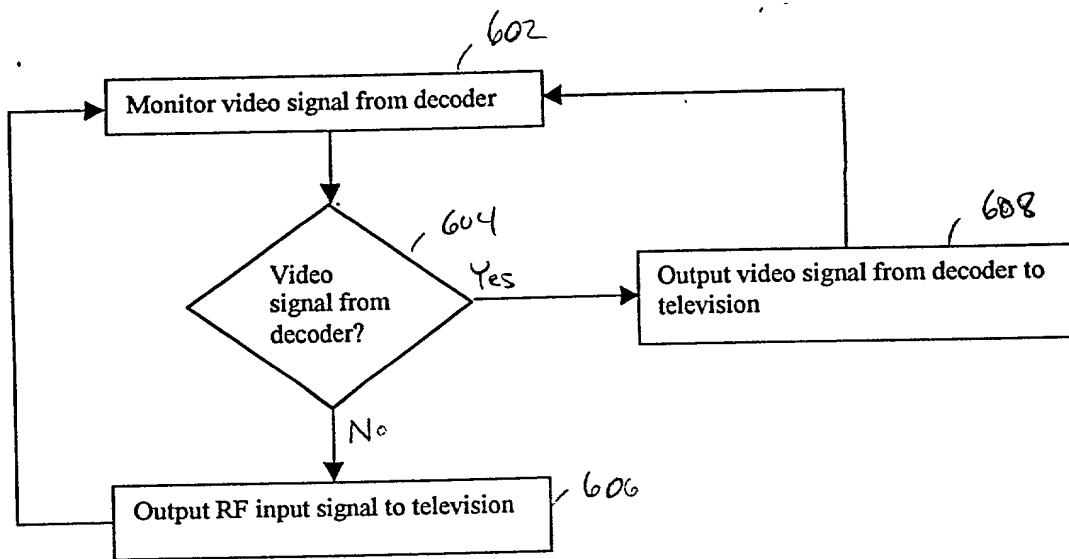 602
Monitor video signal from decoder
604
Video
signal from
decoder?
Yes
608
Output video signal from decoder to
television
No
Output RF input signal to television
606